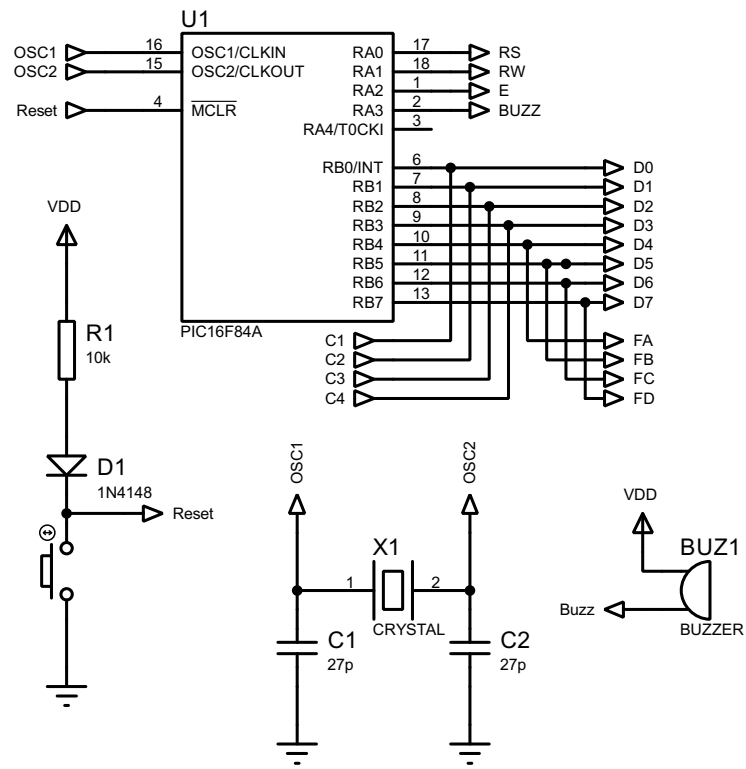 U1
OSC1 16 OSC1/CLKIN RA0 17 RS
OSC2 15 OSC2/CLKOUT RA1 18 RW
RA2 1 E
Reset 4 MCLR RA3 2 BUZZ
RA4/T0CKI 3
RB0/INT 6 D0
RB1 7 D1
RB2 8 D2
RB3 9 D3
RB4 10 D4
RB5 11 D5
RB6 12 D6
RB7 13 D7
PIC16F84A
C1 FA
C2 FB
C3 FC
C4 FD
VDD
R1
10k
D1
1N4148
Reset
OSC1
OSC2
X1
1 2
CRYSTAL
C1
27p
C2
27p
VDD
BUZ1
Buzz
BUZZER